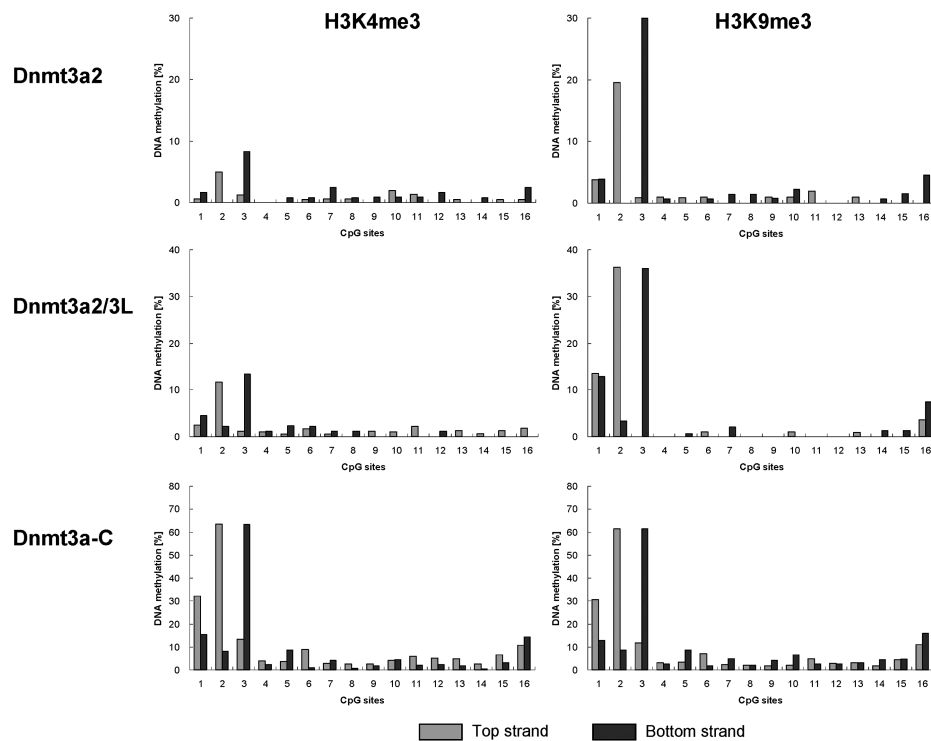 H3K4me3
H3K9me3
Dnmt3a2
DNA methylation [%]
30
20
10
0
1 2 3 4 5 6 7 8 9 10 11 12 13 14 15 16
CpG sites
DNA methylation [%]
30
20
10
0
1 2 3 4 5 6 7 8 9 10 11 12 13 14 15 16
CpG sites
Dnmt3a2/3L
DNA methylation [%]
40
30
20
10
0
1 2 3 4 5 6 7 8 9 10 11 12 13 14 15 16
CpG sites
DNA methylation [%]
40
30
20
10
0
1 2 3 4 5 6 7 8 9 10 11 12 13 14 15 16
CpG sites
Dnmt3a-C
DNA methylation [%]
80
70
60
50
40
30
20
10
0
1 2 3 4 5 6 7 8 9 10 11 12 13 14 15 16
CpG sites
DNA methylation [%]
80
70
60
50
40
30
20
10
0
1 2 3 4 5 6 7 8 9 10 11 12 13 14 15 16
CpG sites
Top strand
Bottom strand